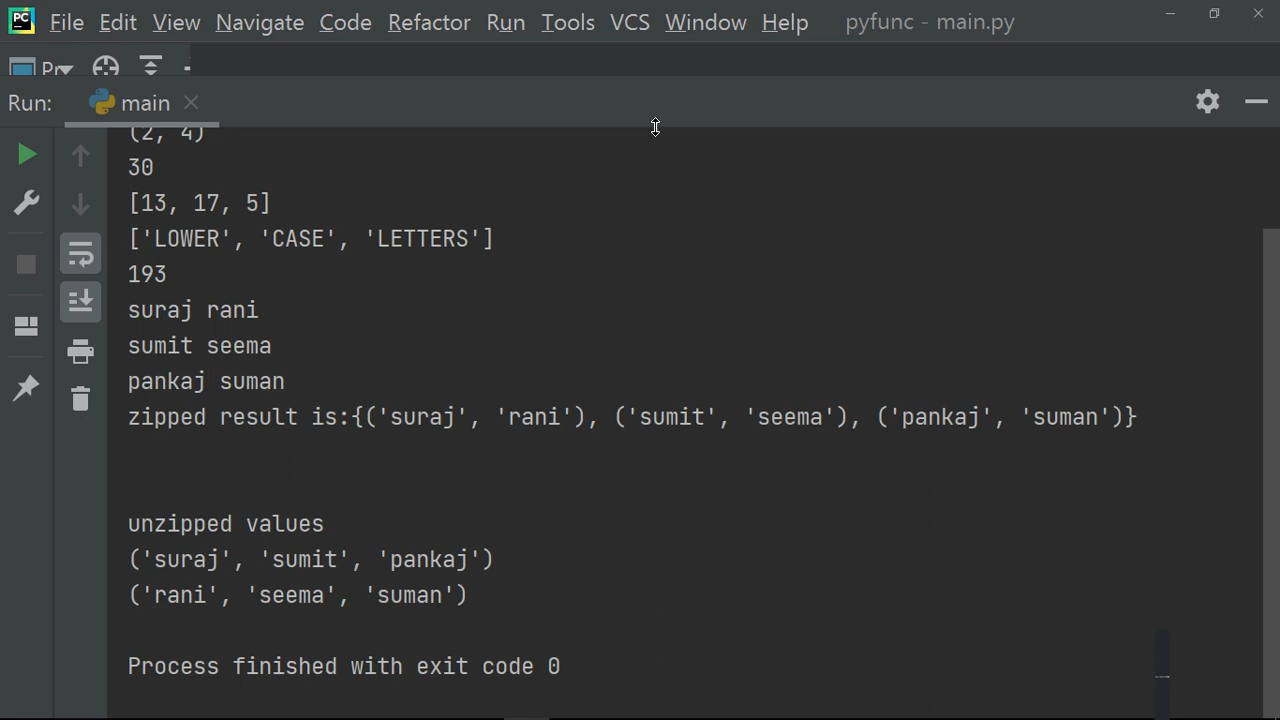 PC File Edit View Navigate Code Refactor Run Tools VCS Window Help pyfunc - main.py
Run: main
(2, 4)
30
[13, 17, 5]
['LOWER', 'CASE', 'LETTERS']
193
suraj rani
sumit seema
pankaj suman
zipped result is:{('suraj', 'rani'), ('sumit', 'seema'), ('pankaj', 'suman')}
unzipped values
('suraj', 'sumit', 'pankaj')
('rani', 'seema', 'suman')
Process finished with exit code 0